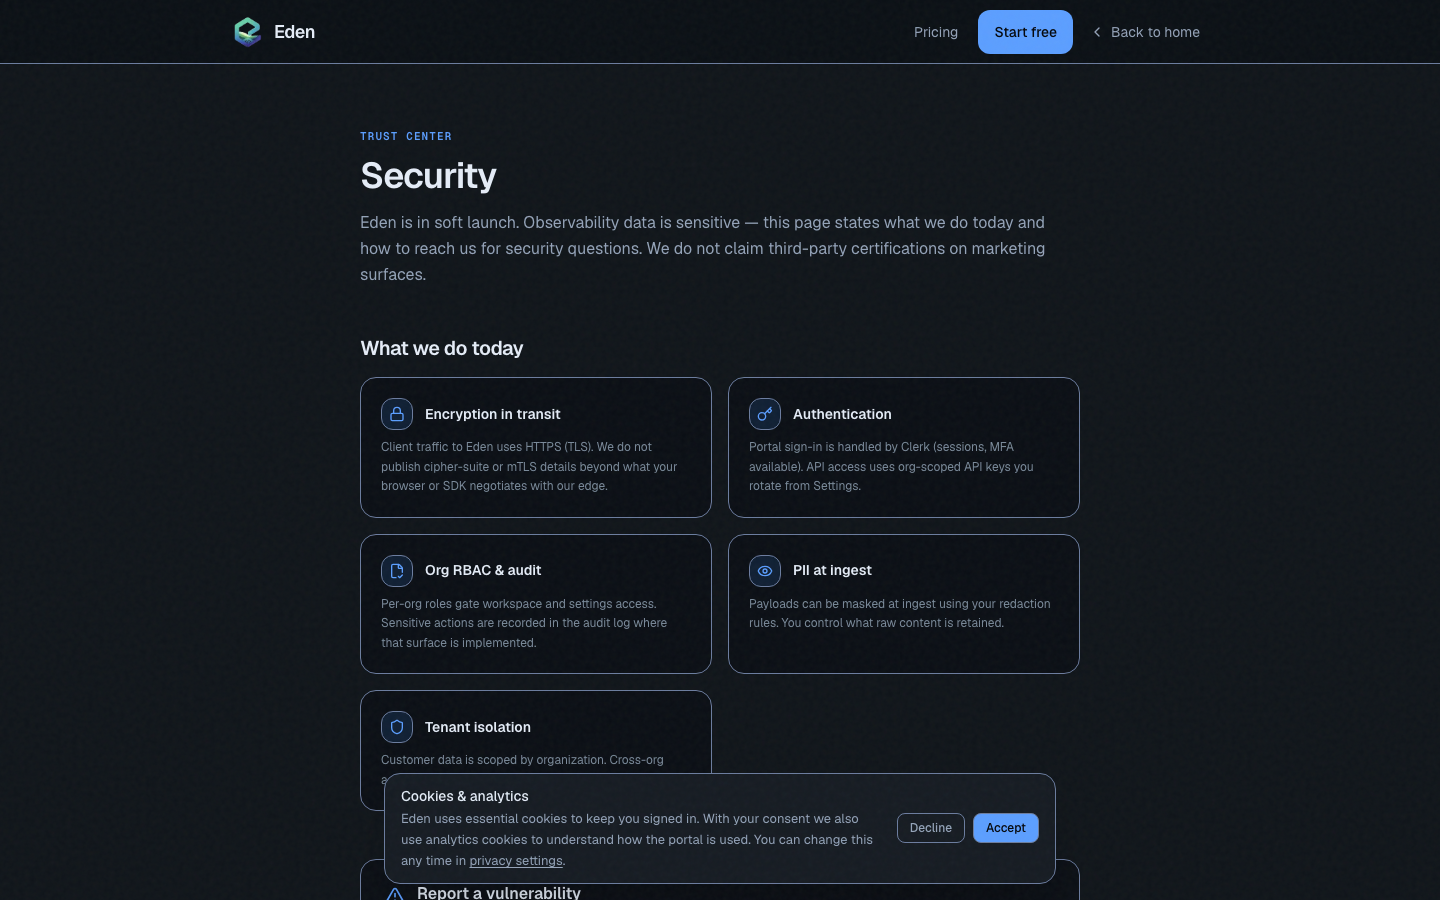 Eden
Pricing
Start free
Back to home
TRUST CENTER
Security
Eden is in soft launch. Observability data is sensitive — this page states what we do today and
how to reach us for security questions. We do not claim third-party certifications on marketing
surfaces.
What we do today
Encryption in transit
Client traffic to Eden uses HTTPS (TLS). We do not
publish cipher-suite or mTLS details beyond what your
browser or SDK negotiates with our edge.
Authentication
Portal sign-in is handled by Clerk (sessions, MFA
available). API access uses org-scoped API keys you
rotate from Settings.
Org RBAC & audit
Per-org roles gate workspace and settings access.
Sensitive actions are recorded in the audit log where
that surface is implemented.
PII at ingest
Payloads can be masked at ingest using your redaction
rules. You control what raw content is retained.
Tenant isolation
Customer data is scoped by organization. Cross-org
Cookies & analytics
Eden uses essential cookies to keep you signed in. With your consent we also
use analytics cookies to understand how the portal is used. You can change this
any time in privacy settings.
Decline
Accept
Report a vulnerability